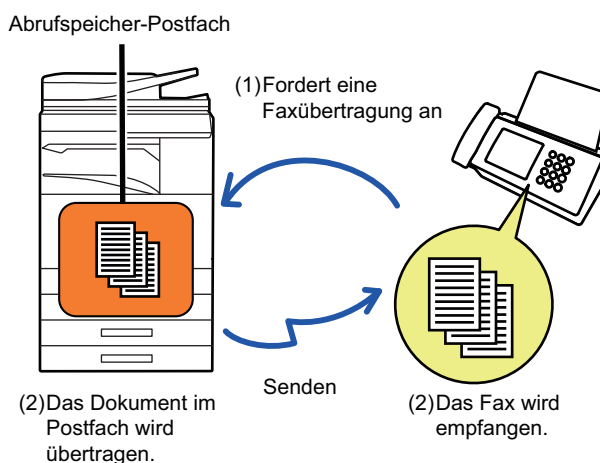 Abrufspeicher-Postfach
(1)Fordert eine
Faxübertragung an
Senden
(2)Das Dokument im
Postfach wird
übertragen.
(2)Das Fax wird
empfangen.